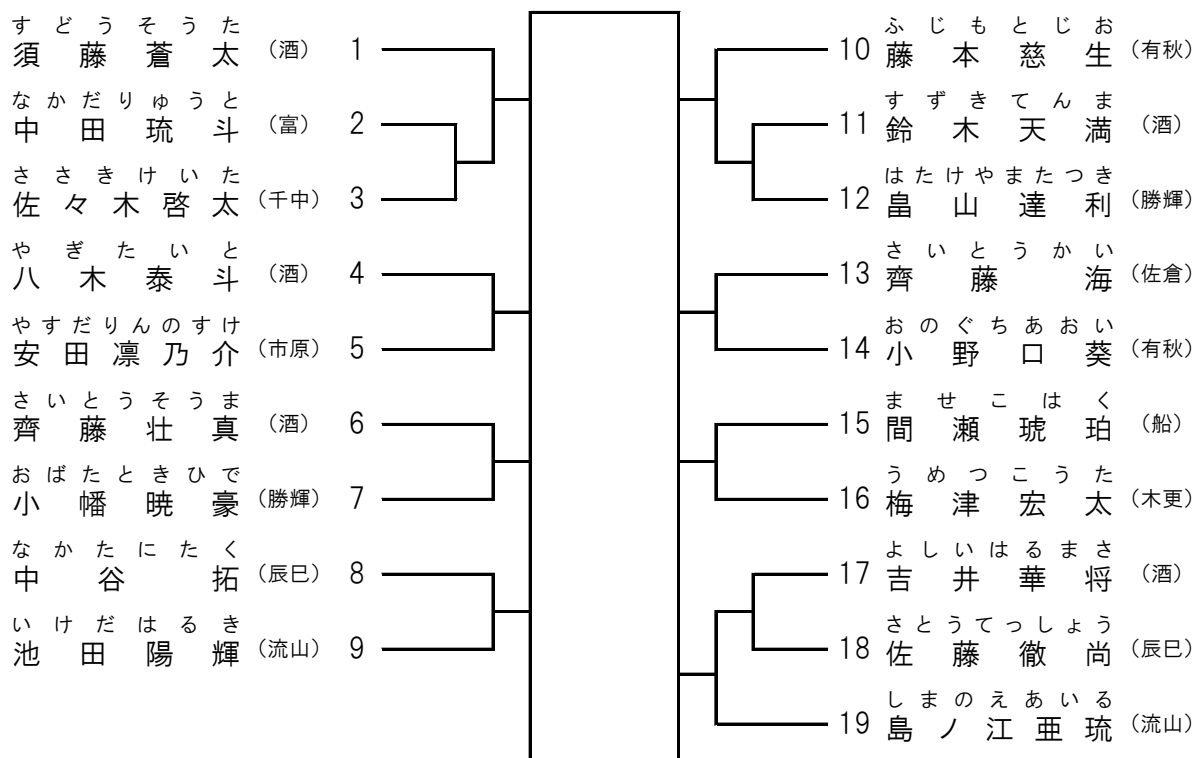 すどうそうた
須藤蒼太 (酒) 1
なかだりゅうと
中田琉斗 (富) 2
ささきけいた
佐々木啓太 (千中) 3
やぎたいと
八木泰斗 (酒) 4
やすだりんのすけ
安田凛乃介 (市原) 5
さいとうそうま
齊藤壮真 (酒) 6
おばたときひで
小幡暁豪 (勝輝) 7
なかたにたく
中谷拓 (辰巳) 8
いけだはるき
池田陽輝 (流山) 9
ふじもとじお
10 藤本慈生 (有秋)
すずきてんま
11 鈴木天満 (酒)
はたけやまたつき
12 畠山達利 (勝輝)
さいとうかい
13 齊藤海 (佐倉)
おのぐちあおい
14 小野口葵 (有秋)
ませこはく
15 間瀬琥珀 (船)
うめつこうた
16 梅津宏太 (木更)
よしいはるまさ
17 吉井華将 (酒)
さとうてっしょう
18 佐藤徹尚 (辰巳)
しまのえあいる
19 島ノ江亜琉 (流山)